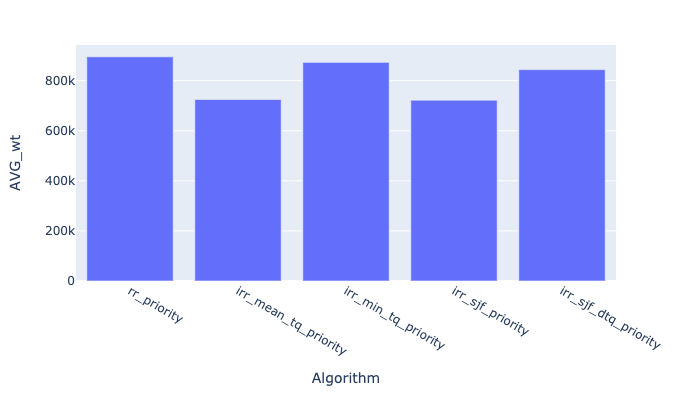 AVG_wt
800k
600k
400k
200k
0
rr_priority
irr_mean_tq_priority
irr_min_tq_priority
irr_sjf_priority
irr_sjf_dtq_priority
Algorithm